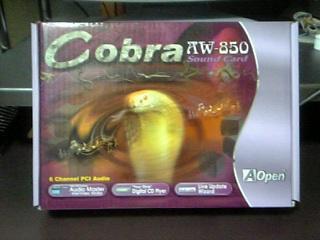 Cobra AW-850
Sound Card
6 Channel PCI Audio
Audio Master
Digital CD Player
Live Update
Wizard
AOpen